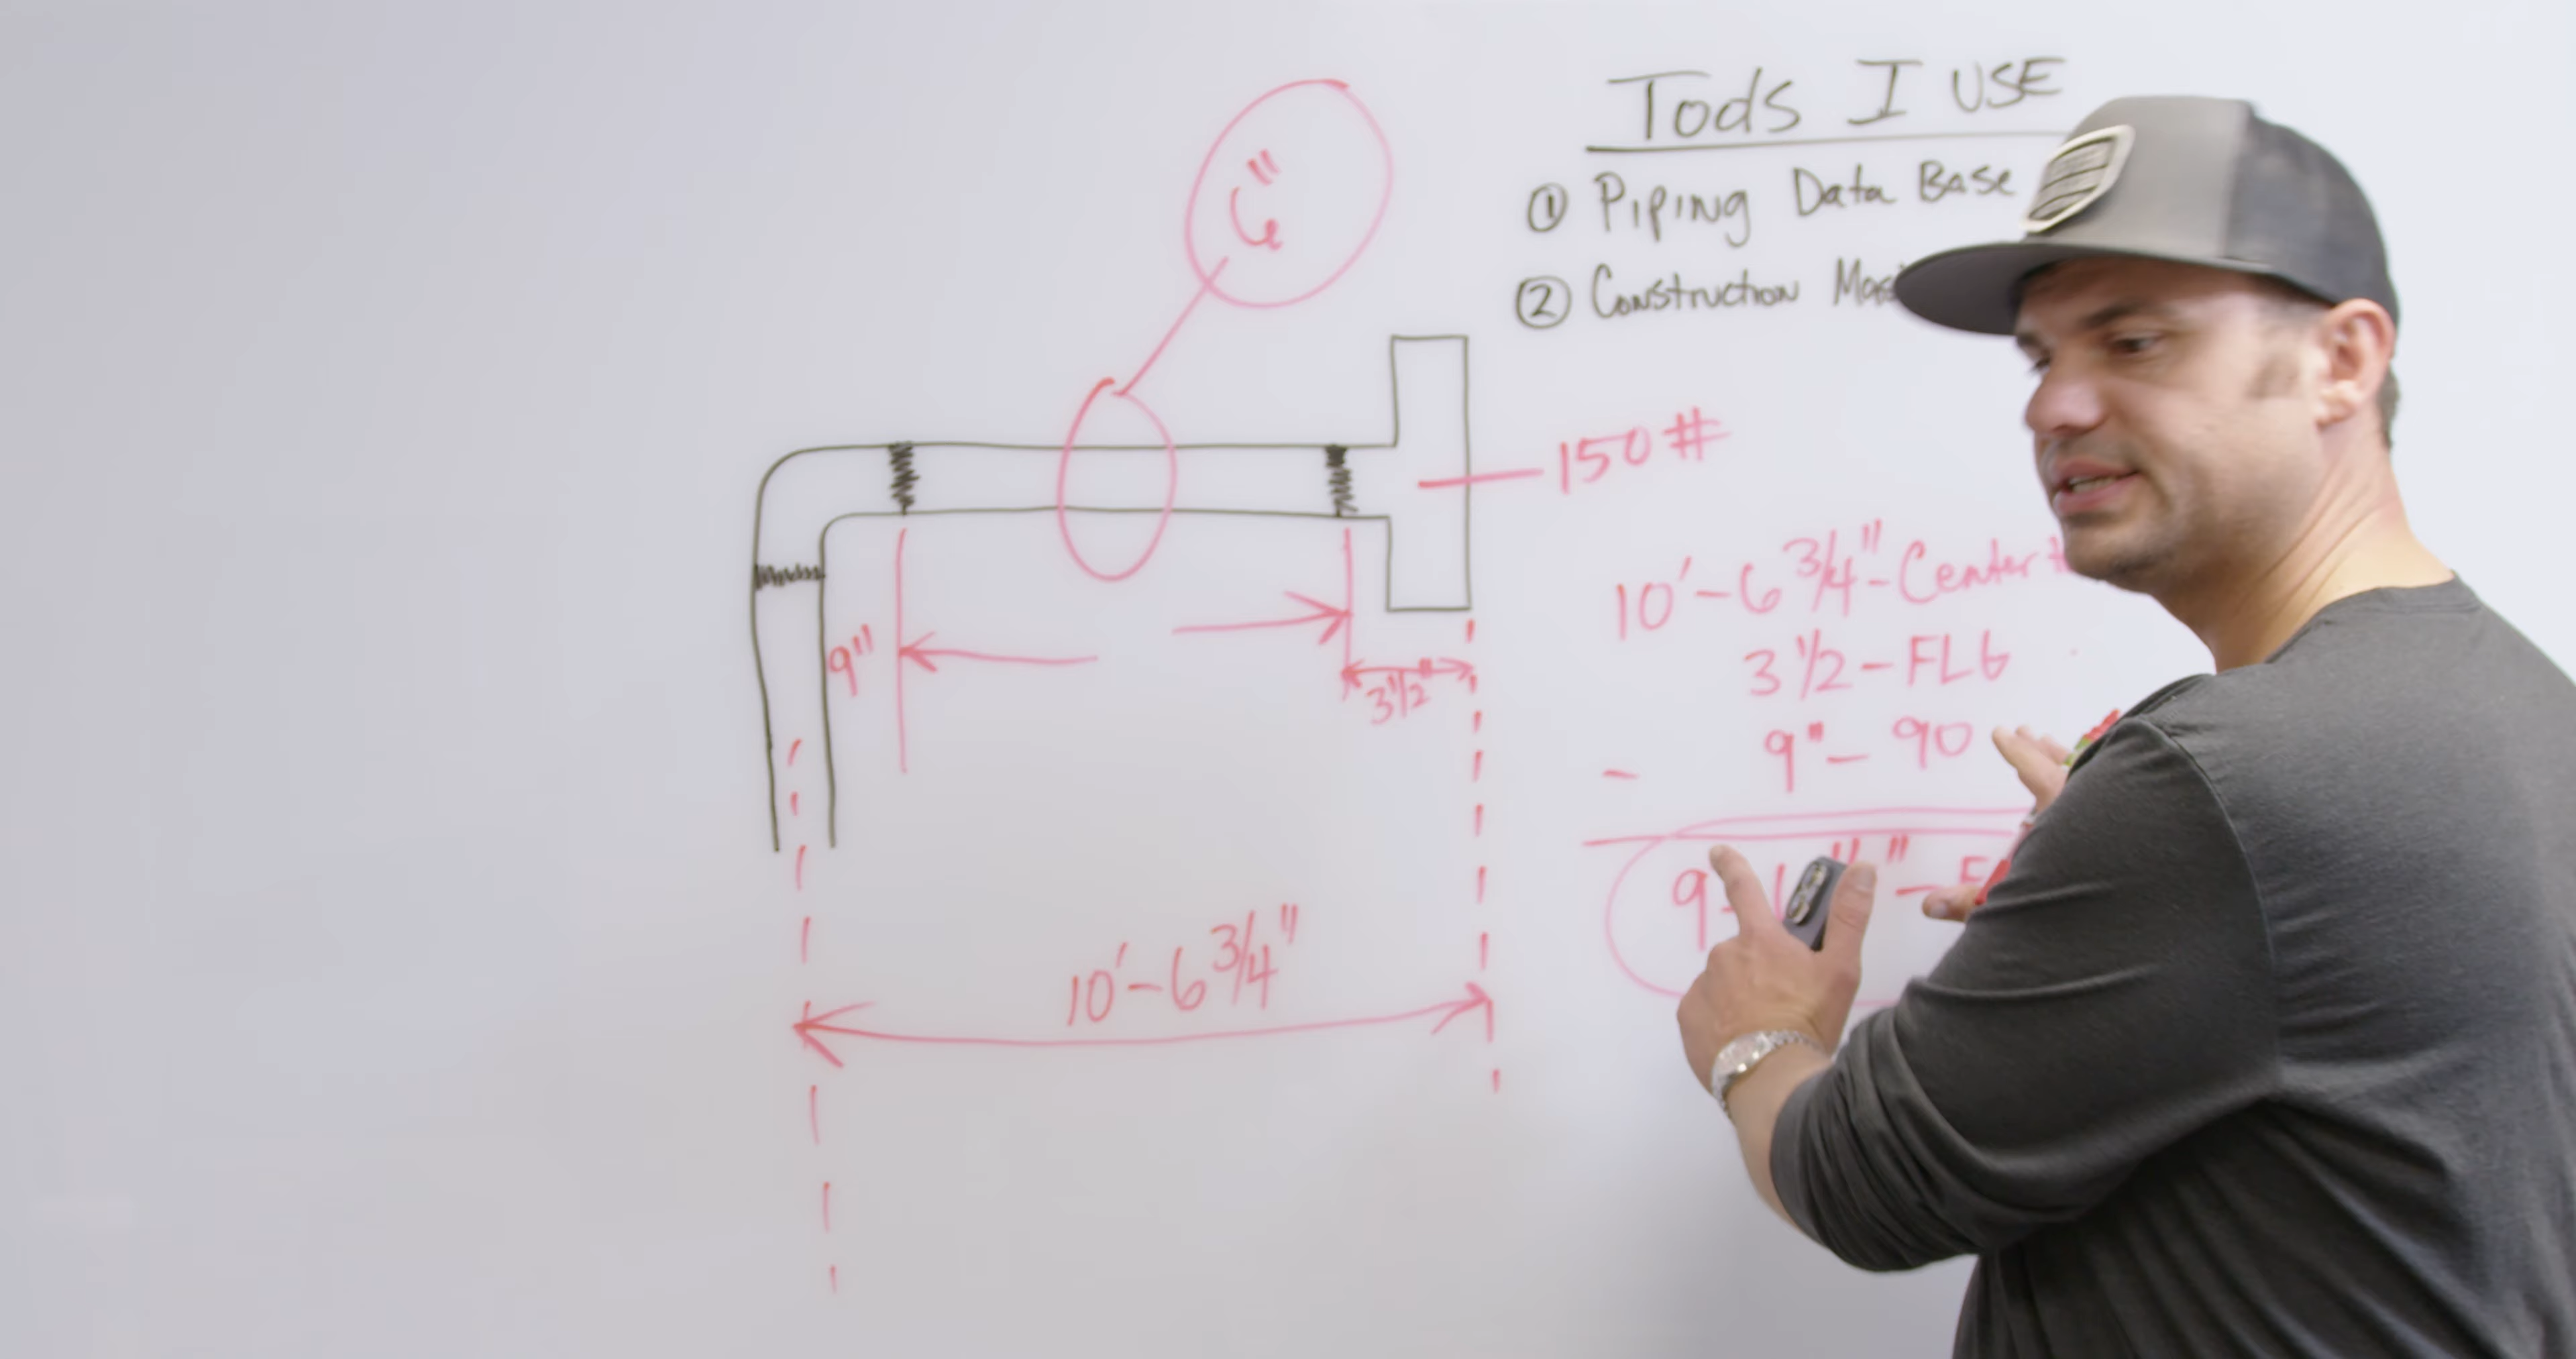 Tools I USE
① Piping Data Base
② Construction
6"
150#
10'-6 3/4"-Center
3 1/2-FLG
9"- 90
-
9"
3 1/2"
10'-6 3/4"